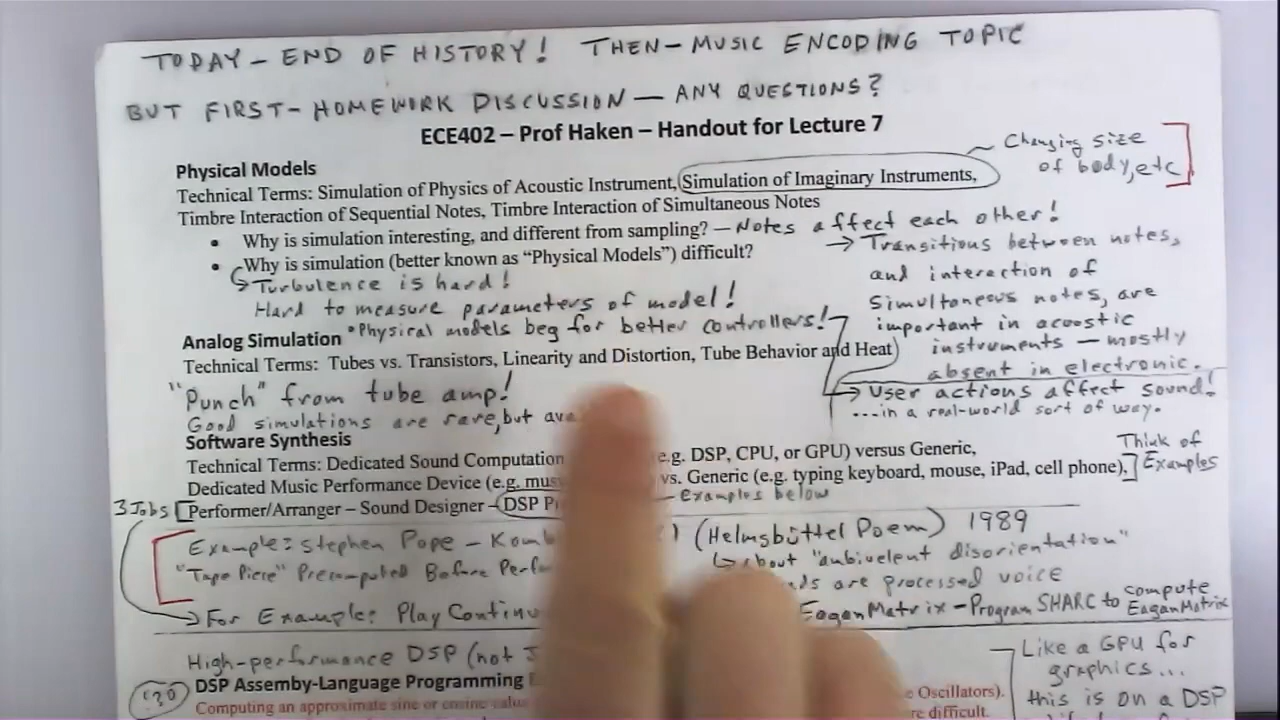 TODAY – END OF HISTORY! THEN – MUSIC ENCODING TOPIC
BUT FIRST – HOMEWORK DISCUSSION — ANY QUESTIONS?
ECE402 – Prof Haken – Handout for Lecture 7
Changing size
of body, etc
Physical Models
Technical Terms: Simulation of Physics of Acoustic Instrument, Simulation of Imaginary Instruments,
Timbre Interaction of Sequential Notes, Timbre Interaction of Simultaneous Notes
• Why is simulation interesting, and different from sampling? – Notes affect each other!
→ Transitions between notes,
and interaction of
simultaneous notes, are
important in acoustic
instruments – mostly
absent in electronic.
• Why is simulation (better known as “Physical Models”) difficult?
Turbulence is hard!
Hard to measure parameters of model!
• Physical models beg for better controllers!
→ User actions affect sound!
...in a real-world sort of way.
Analog Simulation
Technical Terms: Tubes vs. Transistors, Linearity and Distortion, Tube Behavior and Heat
"Punch" from tube amp!
Good simulations are rare, but
Software Synthesis
Technical Terms: Dedicated Sound Computation e.g. DSP, CPU, or GPU) versus Generic,
Dedicated Music Performance Device (e.g. vs. Generic (e.g. typing keyboard, mouse, iPad, cell phone).
Think of
Examples
3 Jobs Performer/Arranger – Sound Designer – DSP – examples below
Example: Stephen Pope – (Helmsbüttel Poem) 1989
"Tape Piece" Precomputed Before → about "ambivelent disorientation"
are processed voice
→ For Example: Play EaganMatrix – Program SHARC to compute EaganMatrix
High-performance DSP (not
Like a GPU for
graphics...
this is on a DSP
'30 DSP Assemby-Language Programming
Computing an approximate sine or Oscillators).
difficult.